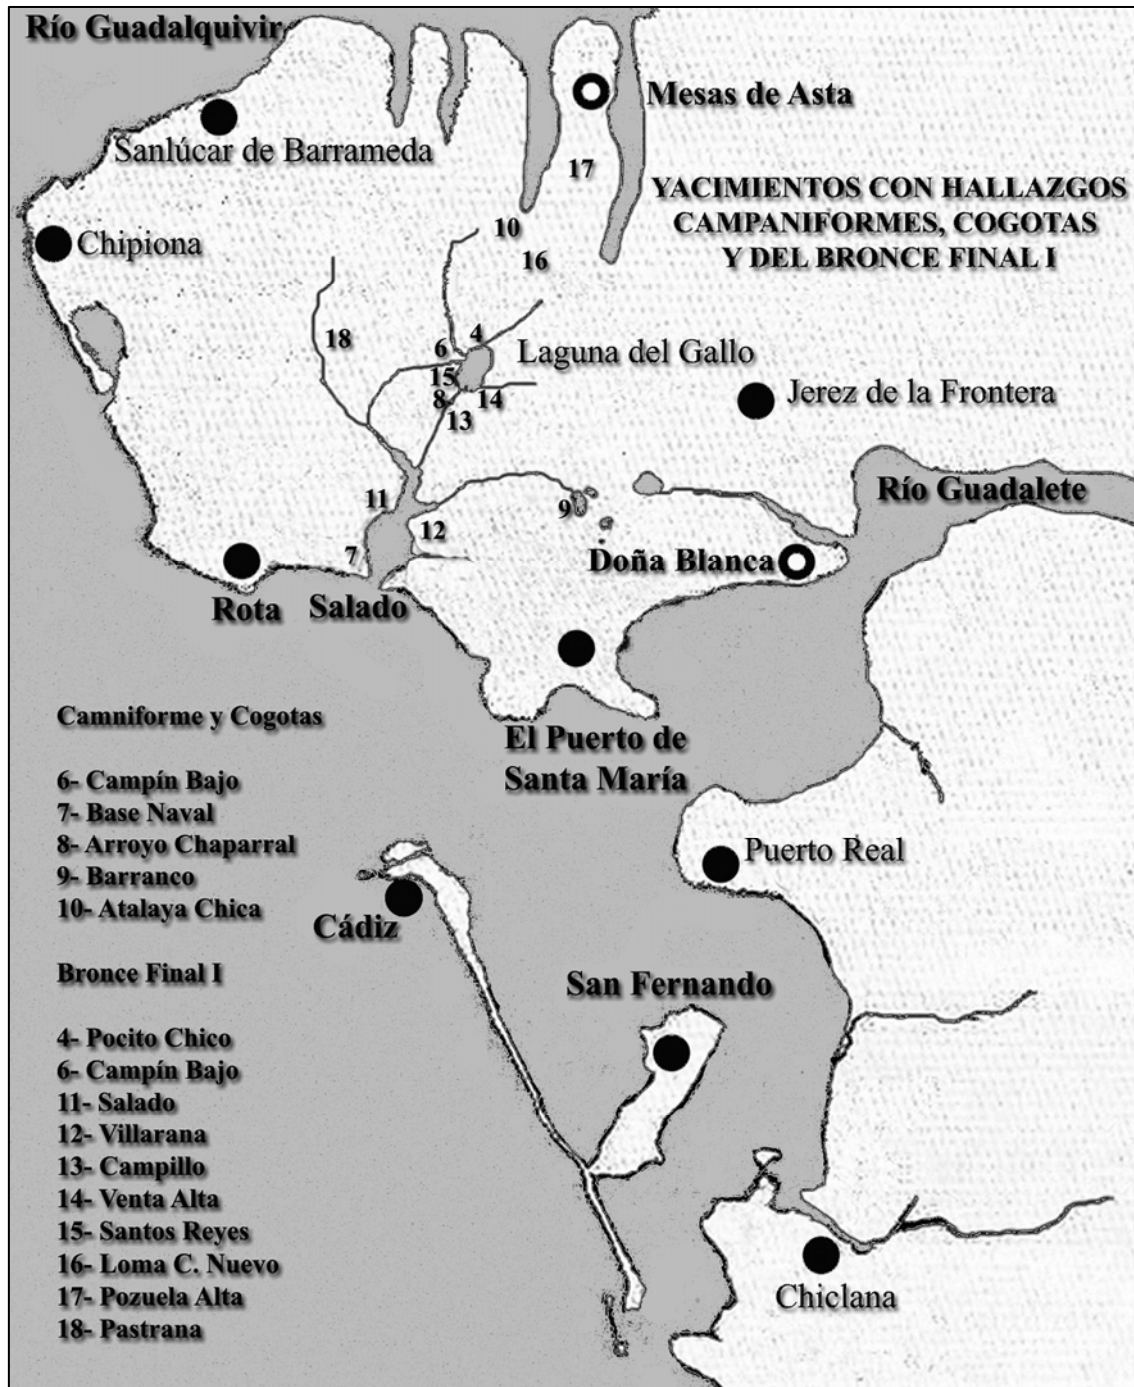 Río Guadalquivir
Mesas de Asta
Sanlúcar de Barrameda
17
YACIMIENTOS CON HALLAZGOS
CAMPANIFORMES, COGOTAS
Y DEL BRONCE FINAL I
10
Chipiona
16
18
4
6
Laguna del Gallo
15
8
14
13
Jerez de la Frontera
11
9
Río Guadalete
12
7
Doña Blanca
Rota
Salado
El Puerto de
Santa María
Camniforme y Cogotas
6- Campín Bajo
7- Base Naval
8- Arroyo Chaparral
9- Barranco
10- Atalaya Chica
Puerto Real
Cádiz
Bronce Final I
San Fernando
4- Pocito Chico
6- Campín Bajo
11- Salado
12- Villarana
13- Campillo
14- Venta Alta
15- Santos Reyes
16- Loma C. Nuevo
17- Pozuela Alta
18- Pastrana
Chiclana